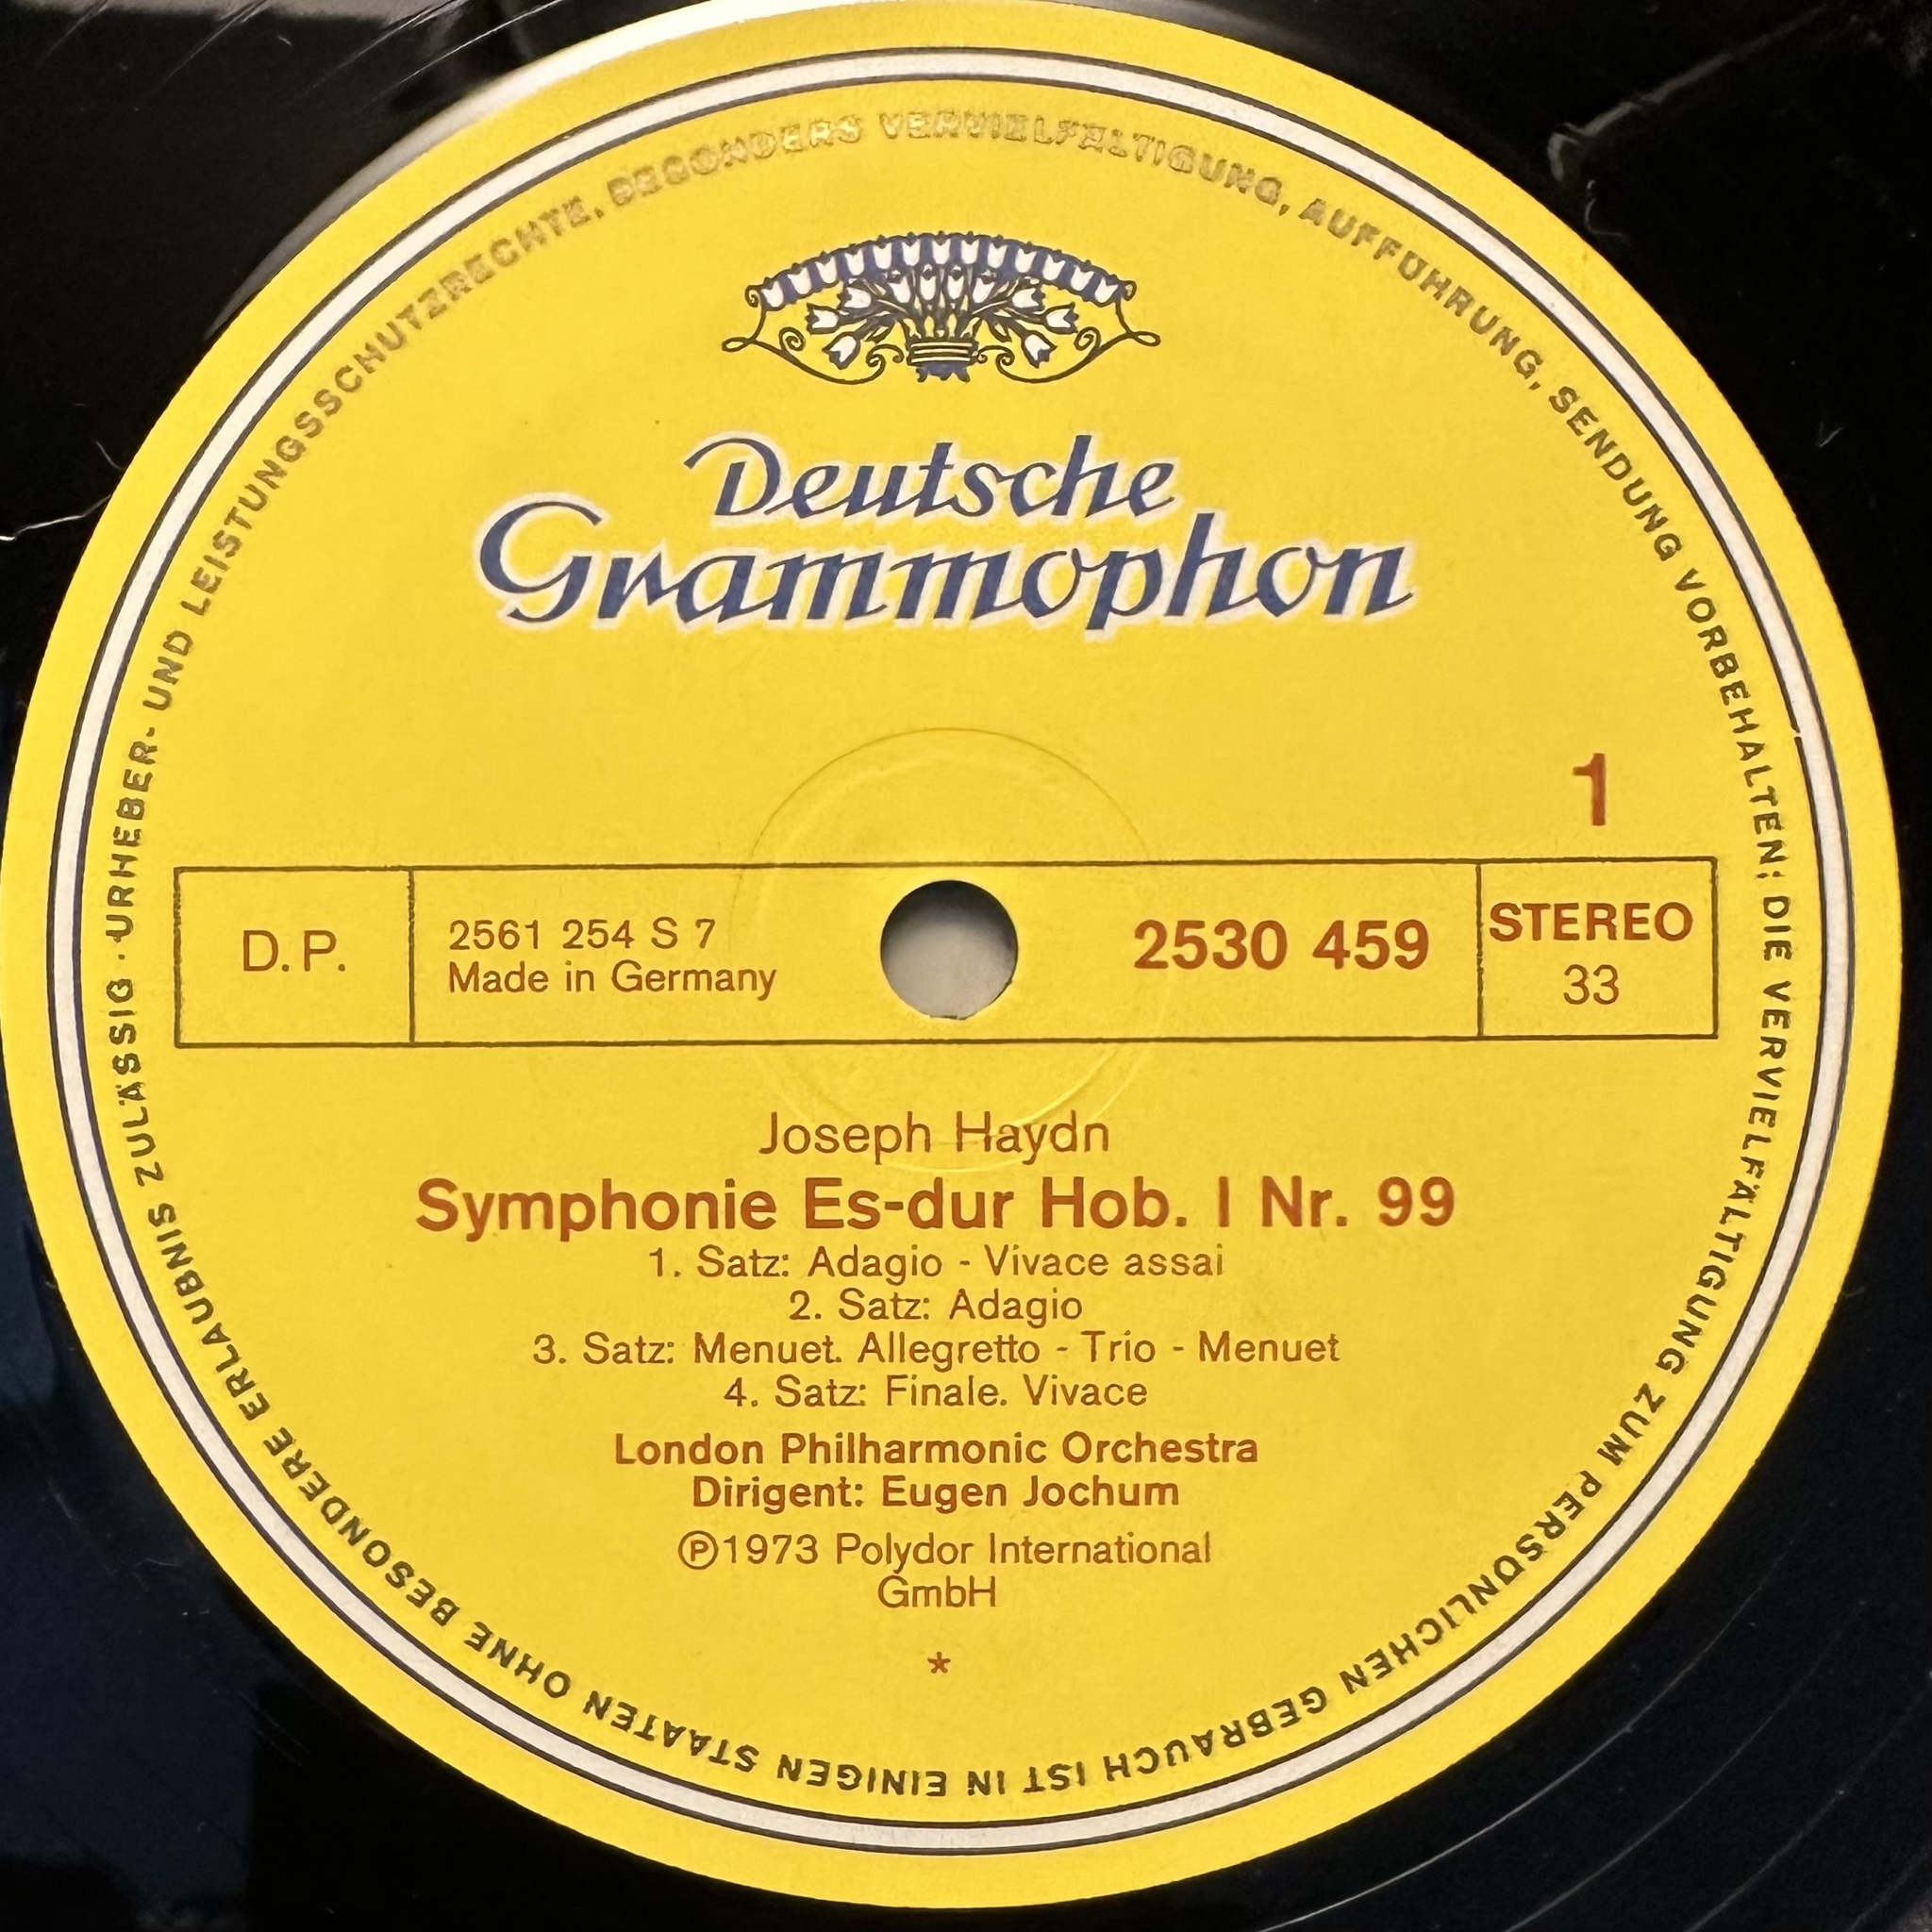 URHEBER- UND LEISTUNGSSCHUTZRECHTE, BESONDERS VERVIELFÄLTIGUNG, AUFFÜHRUNG, SENDUNG VORBEHALTEN; DIE VERVIELFÄLTIGUNG ZUM PERSÖNLICHEN GEBRAUCH IST IN EINIGEN STAATEN OHNE BESONDERE ERLAUBNIS ZULÄSSIG ·
Deutsche
Grammophon
1
D.P.
2561 254 S 7
Made in Germany
2530 459
STEREO
33
Joseph Haydn
Symphonie Es-dur Hob. I Nr. 99
1. Satz: Adagio - Vivace assai
2. Satz: Adagio
3. Satz: Menuet. Allegretto - Trio - Menuet
4. Satz: Finale. Vivace
London Philharmonic Orchestra
Dirigent: Eugen Jochum
Ⓟ1973 Polydor International
GmbH
*